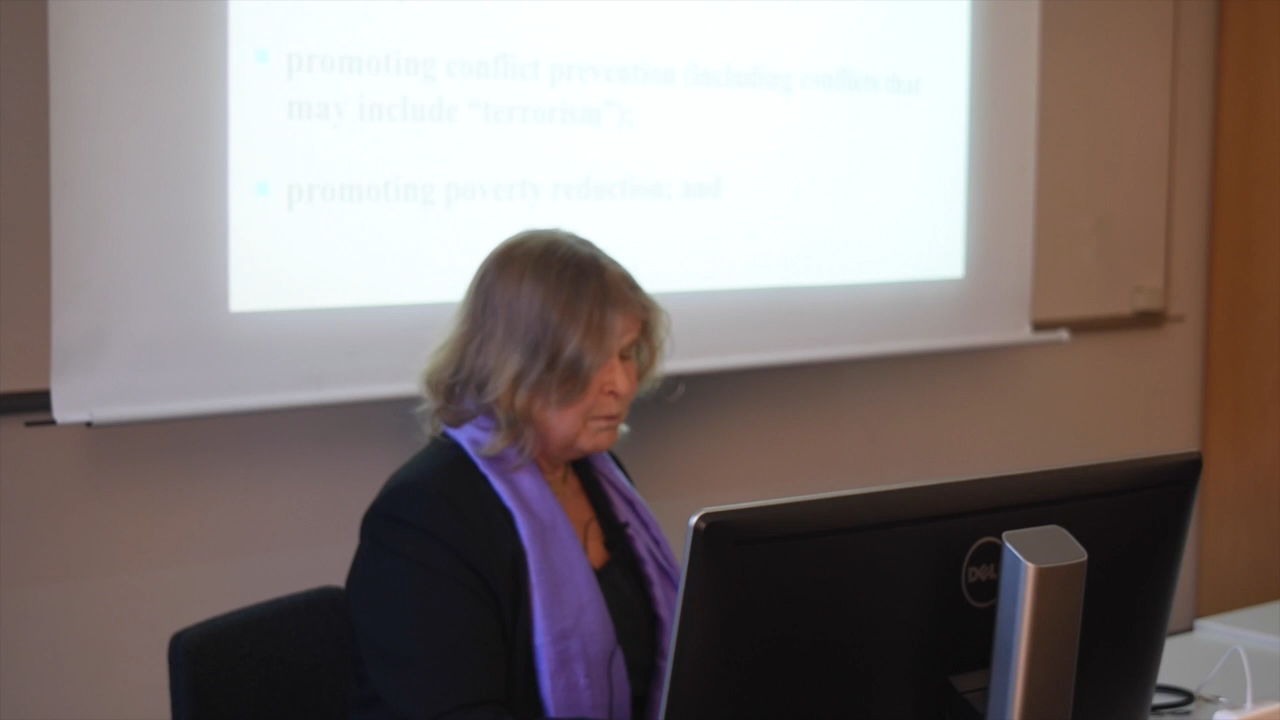 promoting conflict prevention (including conflicts that
may include "terrorism");
promoting poverty reduction; and
DELL